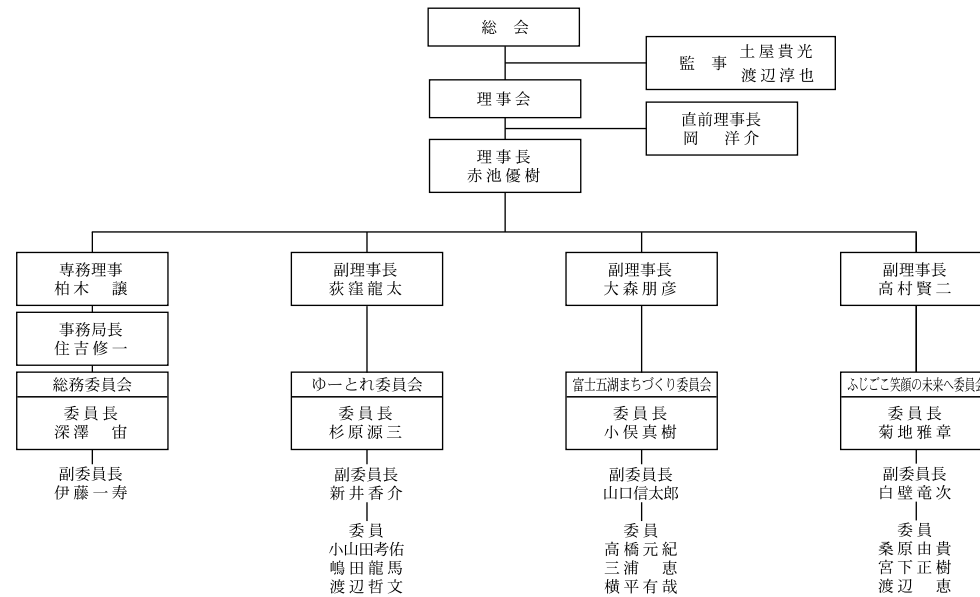 総　会
監　事　土屋貴光
渡辺淳也
理事会
直前理事長
岡　洋介
理事長
赤池優樹
専務理事
柏木　譲
事務局長
住吉修一
総務委員会
委員長
深澤　宙
副委員長
伊藤一寿
副理事長
荻窪龍太
ゆーとれ委員会
委員長
杉原源三
副委員長
新井香介
委員
小山田考佑
嶋田龍馬
渡辺哲文
副理事長
大森朋彦
富士五湖まちづくり委員会
委員長
小俣真樹
副委員長
山口信太郎
委員
高橋元紀
三浦　恵
横平有哉
副理事長
高村賢二
ふじごこ笑顔の未来へ委員会
委員長
菊地雅章
副委員長
白壁竜次
委員
桑原由貴
宮下正樹
渡辺　恵